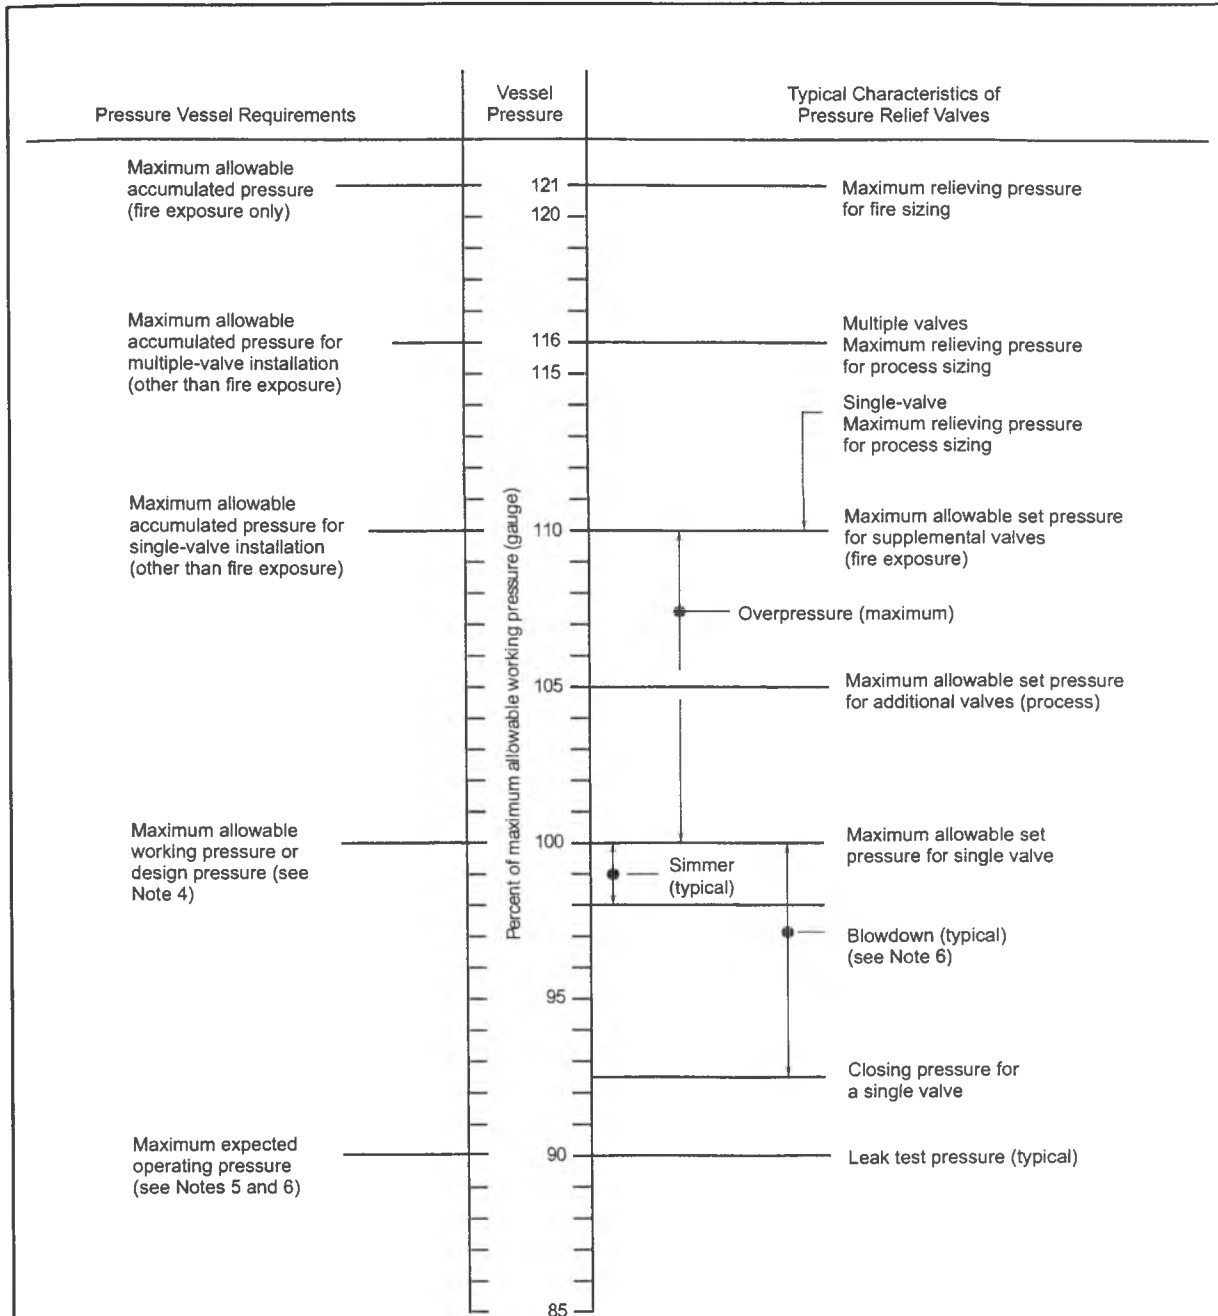 Pressure Vessel Requirements
Vessel
Pressure
Typical Characteristics of
Pressure Relief Valves
Maximum allowable
accumulated pressure
(fire exposure only)
121
120
Maximum relieving pressure
for fire sizing
Maximum allowable
accumulated pressure for
multiple-valve installation
(other than fire exposure)
116
115
Multiple valves
Maximum relieving pressure
for process sizing
Single-valve
Maximum relieving pressure
for process sizing
Maximum allowable
accumulated pressure for
single-valve installation
(other than fire exposure)
Percent of maximum allowable working pressure (gauge)
110
Maximum allowable set pressure
for supplemental valves
(fire exposure)
Overpressure (maximum)
105
Maximum allowable set pressure
for additional valves (process)
Maximum allowable
working pressure or
design pressure (see
Note 4)
100
Maximum allowable set
pressure for single valve
Simmer
(typical)
Blowdown (typical)
(see Note 6)
95
Closing pressure for
a single valve
Maximum expected
operating pressure
(see Notes 5 and 6)
90
Leak test pressure (typical)
85